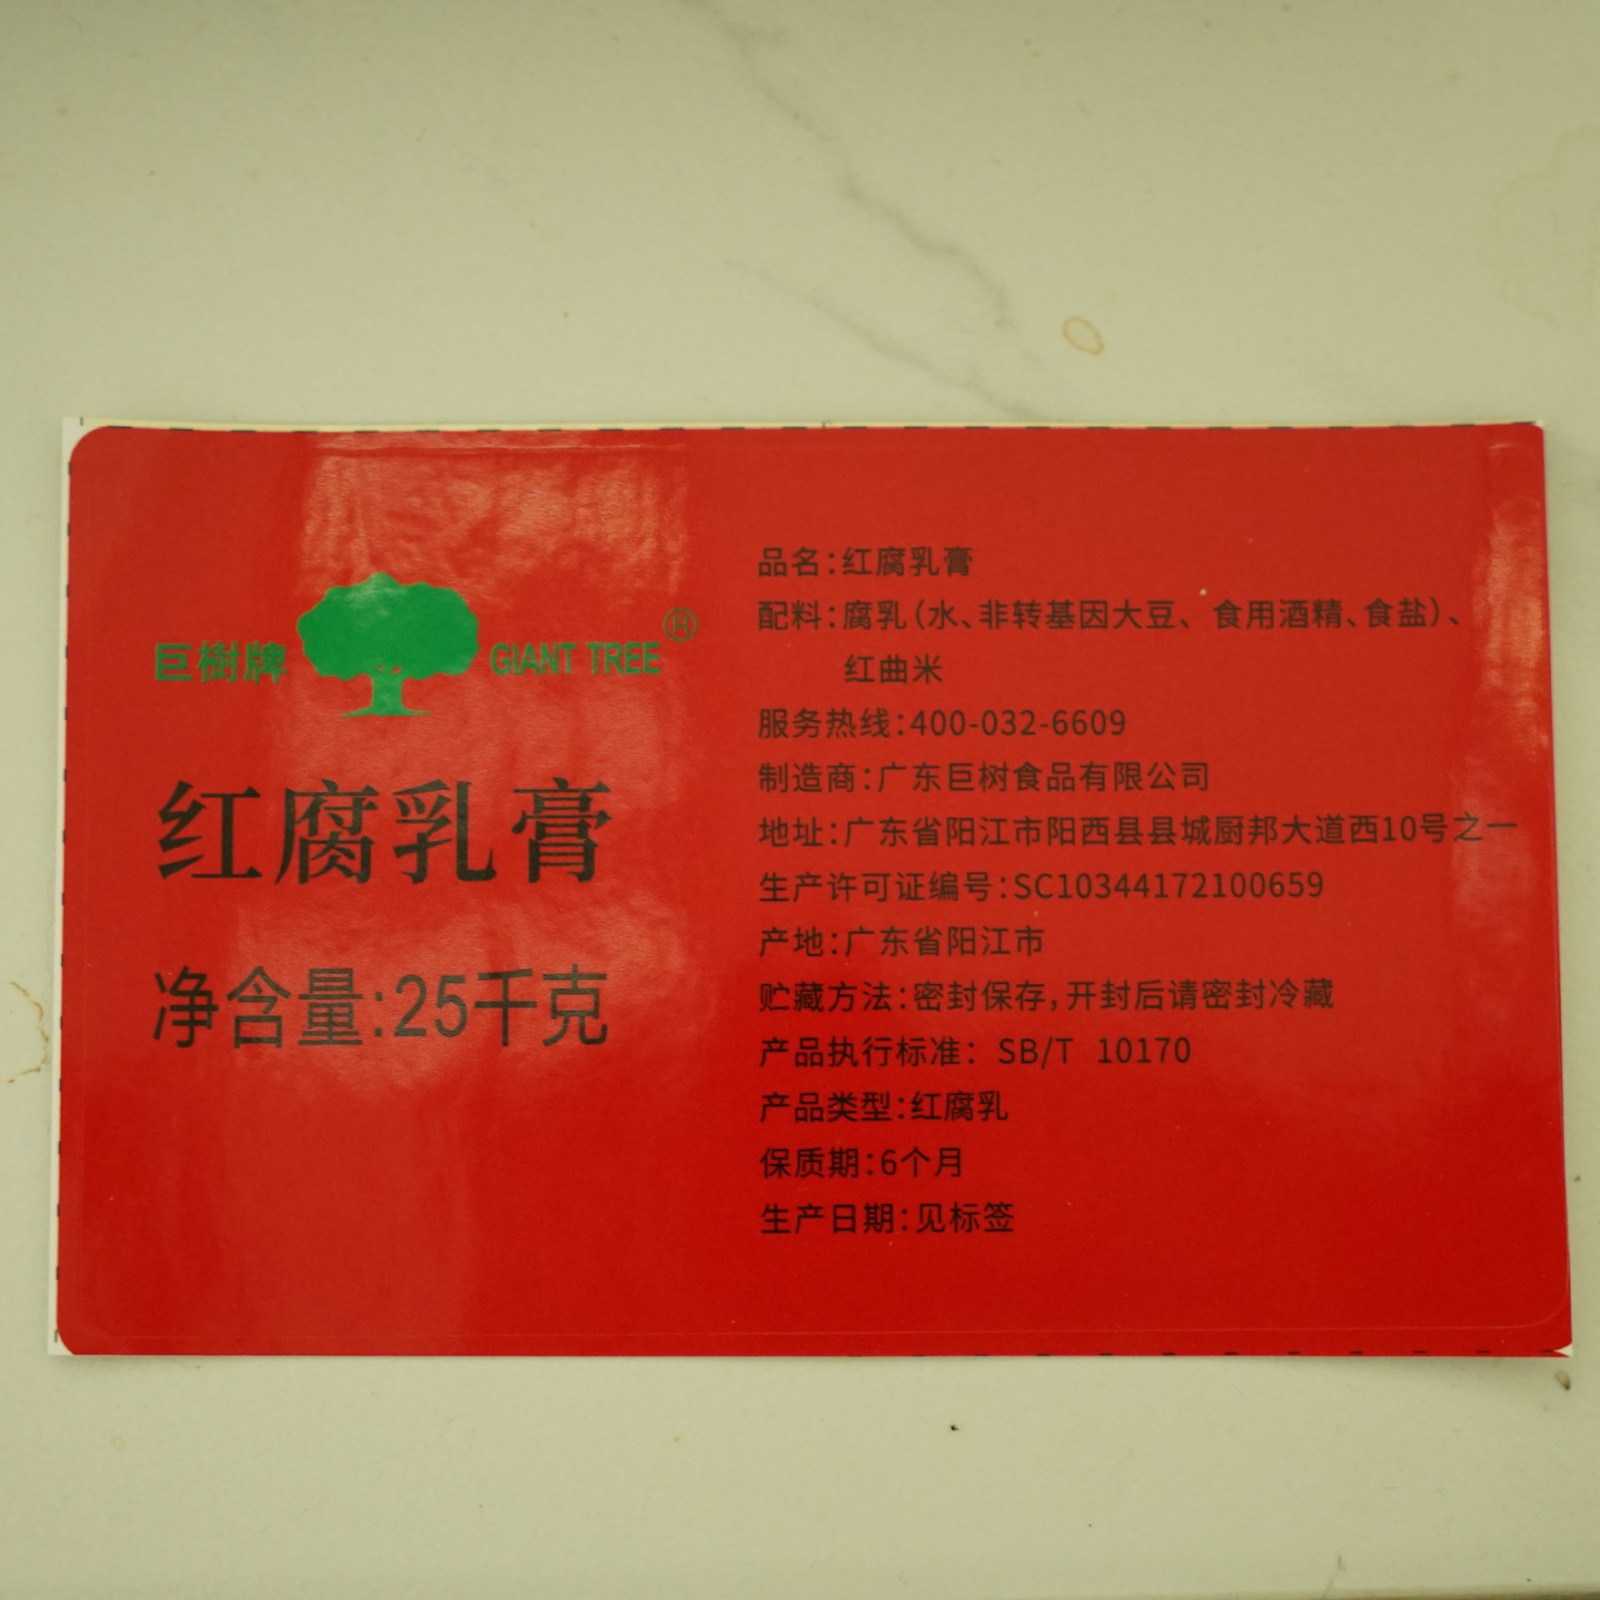 巨樹牌 GIANT TREE ®
红腐乳膏
净含量:25千克
品名:红腐乳膏
配料:腐乳(水、非转基因大豆、食用酒精、食盐)、
红曲米
服务热线:400-032-6609
制造商:广东巨树食品有限公司
地址:广东省阳江市阳西县县城厨邦大道西10号之一
生产许可证编号:SC10344172100659
产地:广东省阳江市
贮藏方法:密封保存,开封后请密封冷藏
产品执行标准: SB/T 10170
产品类型:红腐乳
保质期:6个月
生产日期:见标签